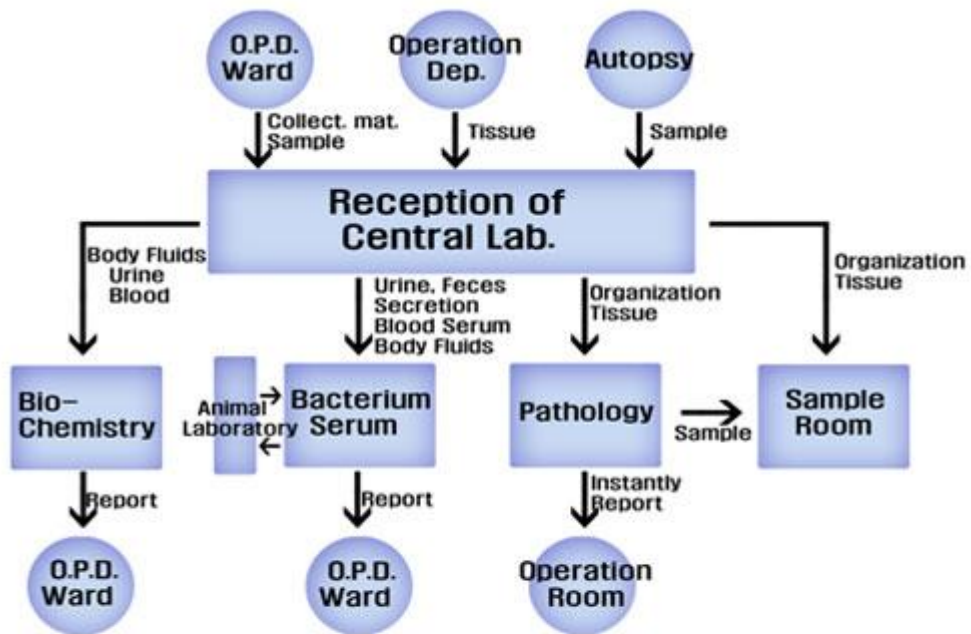 O.P.D.
Ward
Operation
Dep.
Autopsy
Collect. mat.
Sample
Tissue
Sample
Reception of
Central Lab.
Body Fluids
Urine
Blood
Urine, Feces
Secretion
Blood Serum
Body Fluids
Organization
Tissue
Organization
Tissue
Bio-
Chemistry
Animal
Laboratory
Bacterium
Serum
Pathology
Sample
Sample
Room
Report
Report
Instantly
Report
O.P.D.
Ward
O.P.D.
Ward
Operation
Room